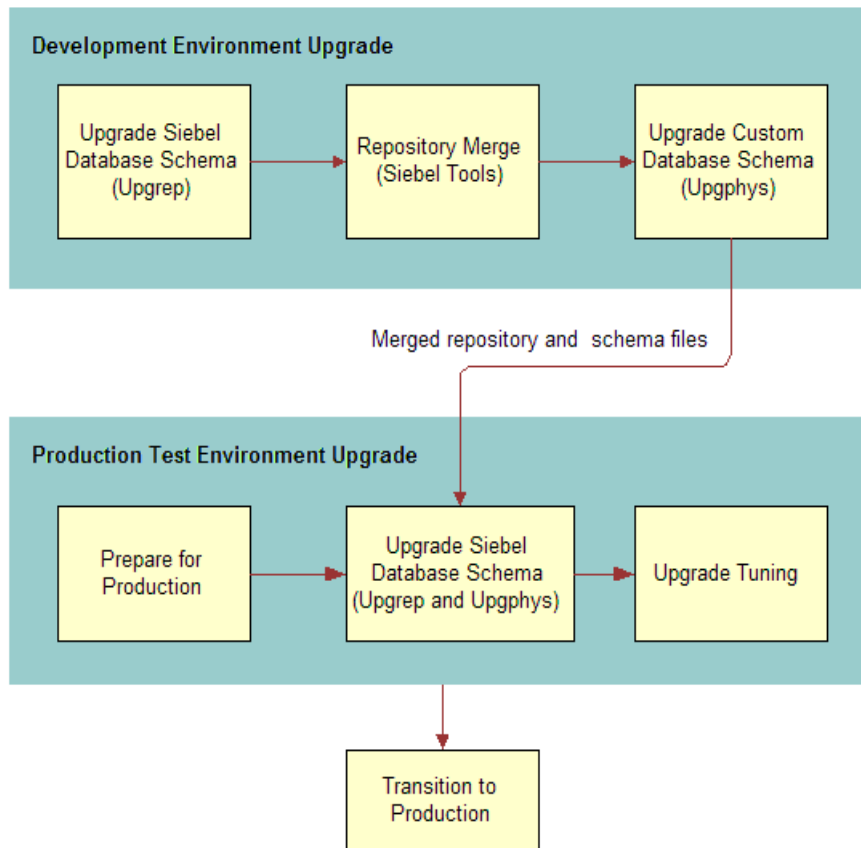 Development Environment Upgrade
Upgrade Siebel
Database Schema
(Upgrep)
Repository Merge
(Siebel Tools)
Upgrade Custom
Database Schema
(Upgphys)
Merged repository and schema files
Production Test Environment Upgrade
Prepare for
Production
Upgrade Siebel
Database Schema
(Upgrep and Upgphys)
Upgrade Tuning
Transition to
Production